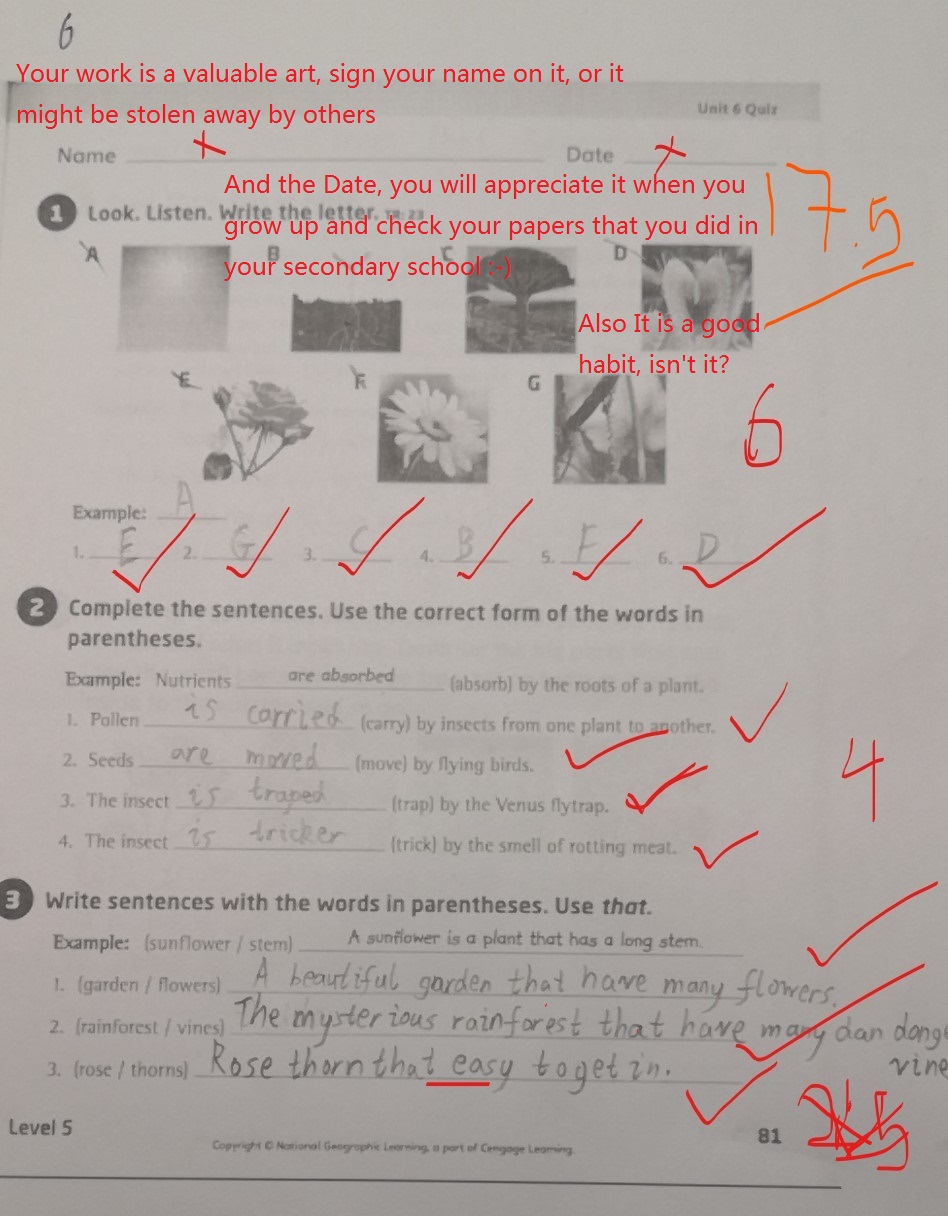 6
Your work is a valuable art, sign your name on it, or it
might be stolen away by others
Unit 6 Quiz
Name
Date
And the Date, you will appreciate it when you
grow up and check your papers that you did in
your secondary school :-)
17.5
1 Look. Listen. Write the letter. TR: 23
A B C D
Also It is a good
habit, isn't it?
E F G
6
Example: A
1. E 2. G 3. C 4. B 5. F 6. D
2 Complete the sentences. Use the correct form of the words in
parentheses.
Example: Nutrients are absorbed (absorb) by the roots of a plant.
1. Pollen is carried (carry) by insects from one plant to another.
2. Seeds are moved (move) by flying birds.
4
3. The insect is traped (trap) by the Venus flytrap.
4. The insect is tricker (trick) by the smell of rotting meat.
3 Write sentences with the words in parentheses. Use that.
Example: (sunflower / stem) A sunflower is a plant that has a long stem.
1. (garden / flowers) A beautiful garden that have many flowers.
2. (rainforest / vines) The mysterious rainforest that have many dan dange
vine
3. (rose / thorns) Rose thorn that easy to get in.
Level 5
81
Copyright © National Geographic Learning, a part of Cengage Learning